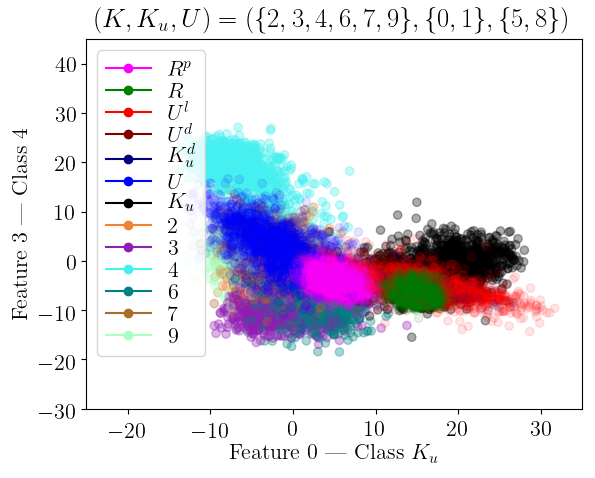 (K, K_u, U) = ({2, 3, 4, 6, 7, 9}, {0, 1}, {5, 8})
Feature 3 — Class 4
40
30
20
10
0
−10
−20
−30
R^p
R
U^l
U^d
K_u^d
U
K_u
2
3
4
6
7
9
−20 −10 0 10 20 30
Feature 0 — Class K_u